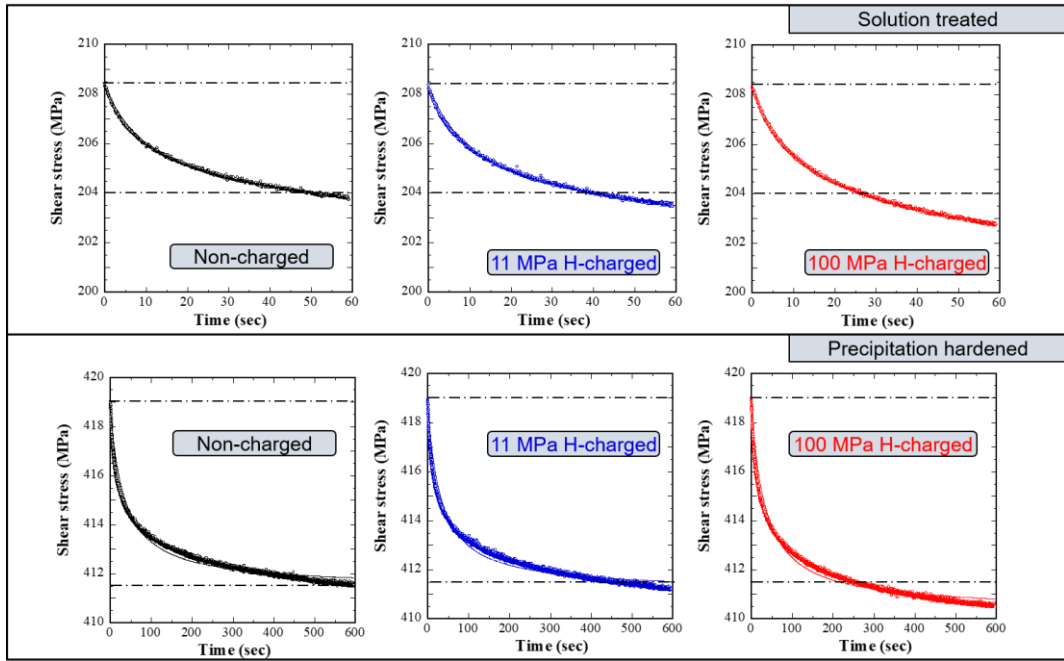 Solution treated
210
208
206
204
202
200
Shear stress (MPa)
Non-charged
0 10 20 30 40 50 60
Time (sec)
210
208
206
204
202
200
Shear stress (MPa)
11 MPa H-charged
0 10 20 30 40 50 60
Time (sec)
210
208
206
204
202
200
Shear stress (MPa)
100 MPa H-charged
0 10 20 30 40 50 60
Time (sec)
Precipitation hardened
420
418
416
414
412
410
Shear stress (MPa)
Non-charged
0 100 200 300 400 500 600
Time (sec)
420
418
416
414
412
410
Shear stress (MPa)
11 MPa H-charged
0 100 200 300 400 500 600
Time (sec)
420
418
416
414
412
410
Shear stress (MPa)
100 MPa H-charged
0 100 200 300 400 500 600
Time (sec)